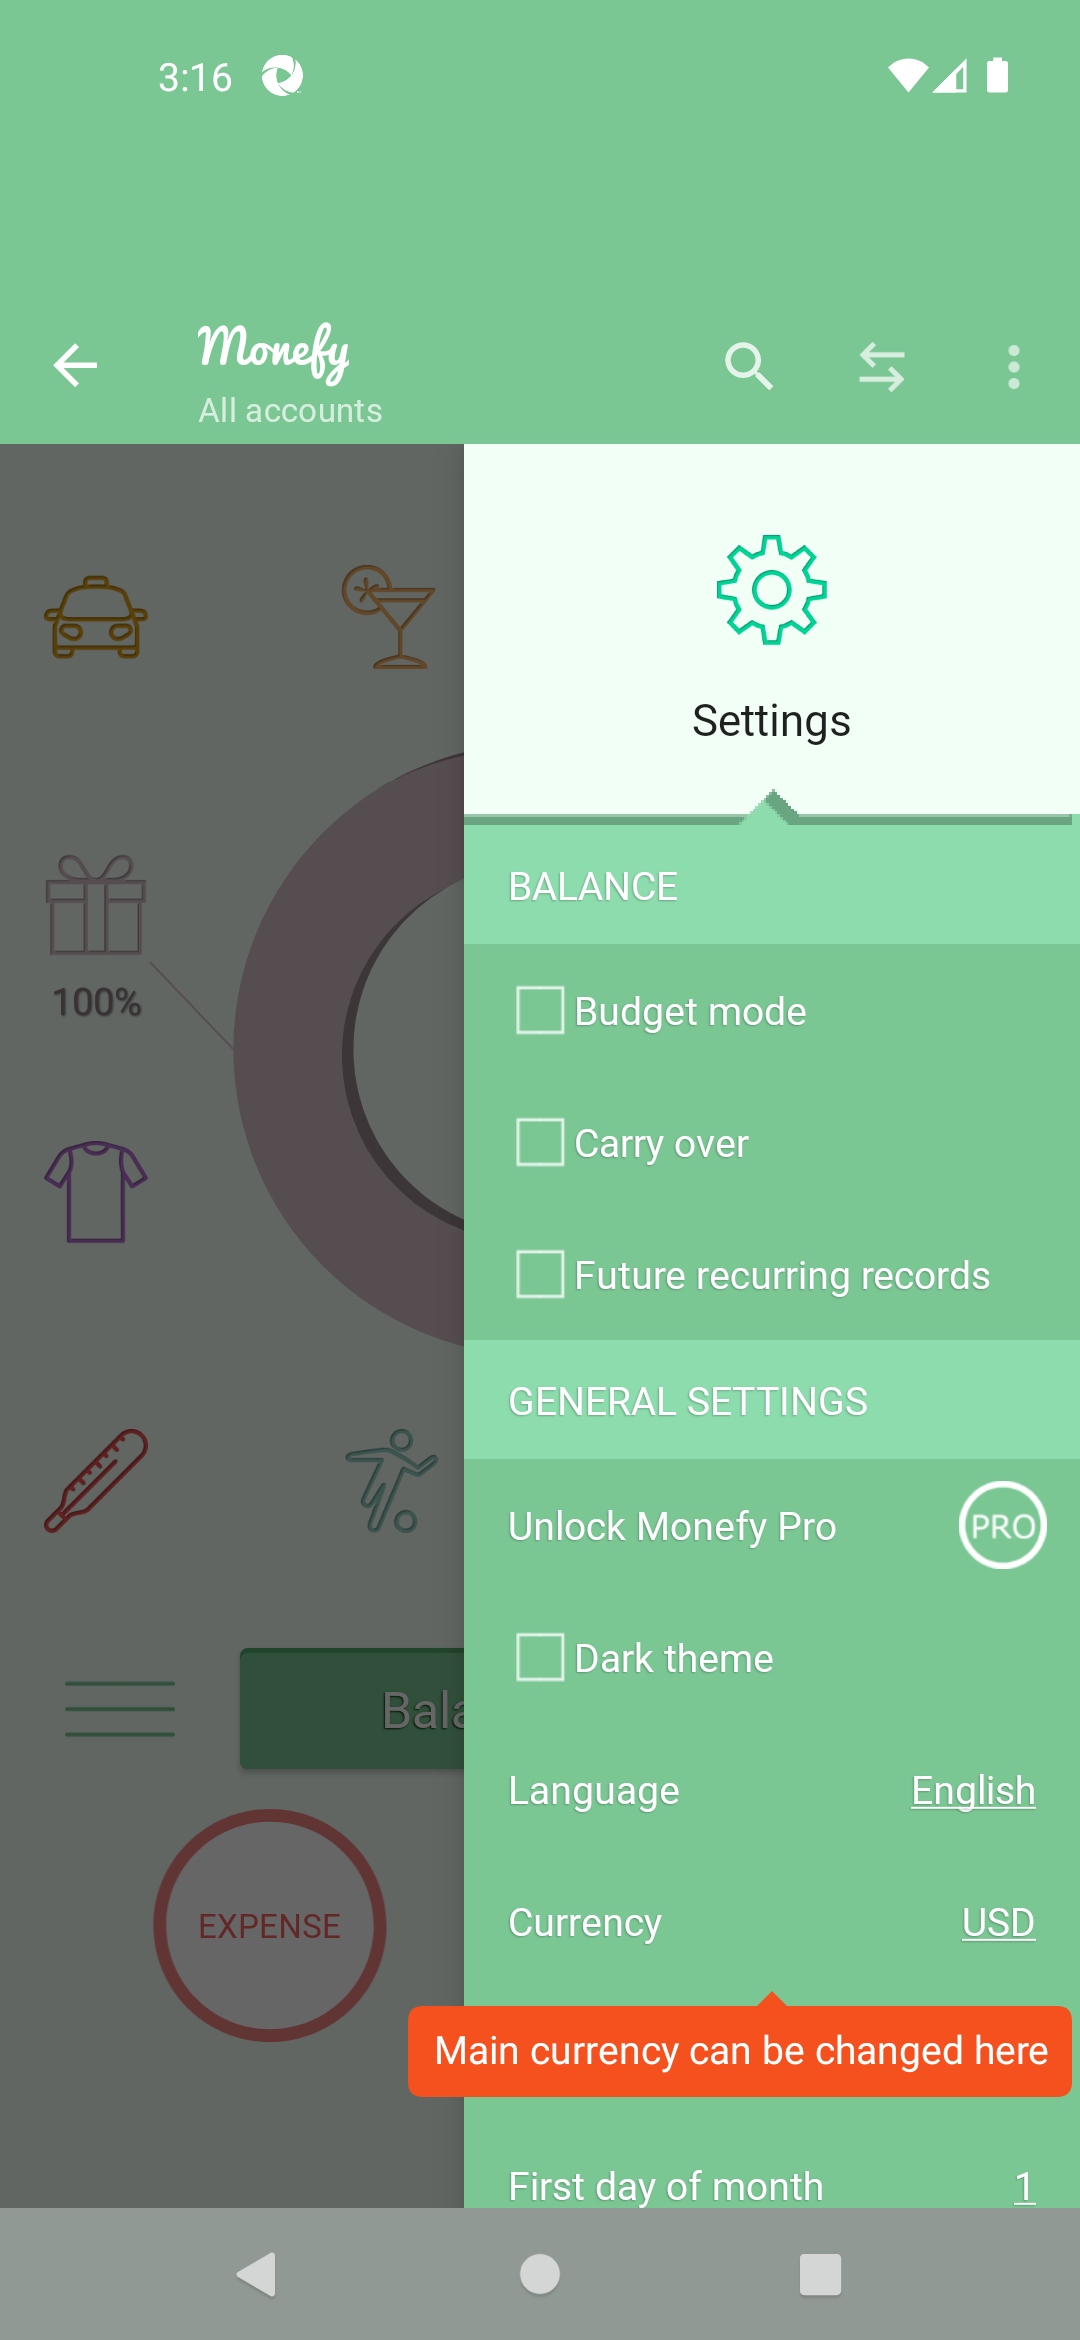 3:16
Monefy
All accounts
Settings
BALANCE
100%
Budget mode
Carry over
Future recurring records
GENERAL SETTINGS
Unlock Monefy Pro PRO
Dark theme
Bala
Language English
EXPENSE
Currency USD
Main currency can be changed here
First day of month 1